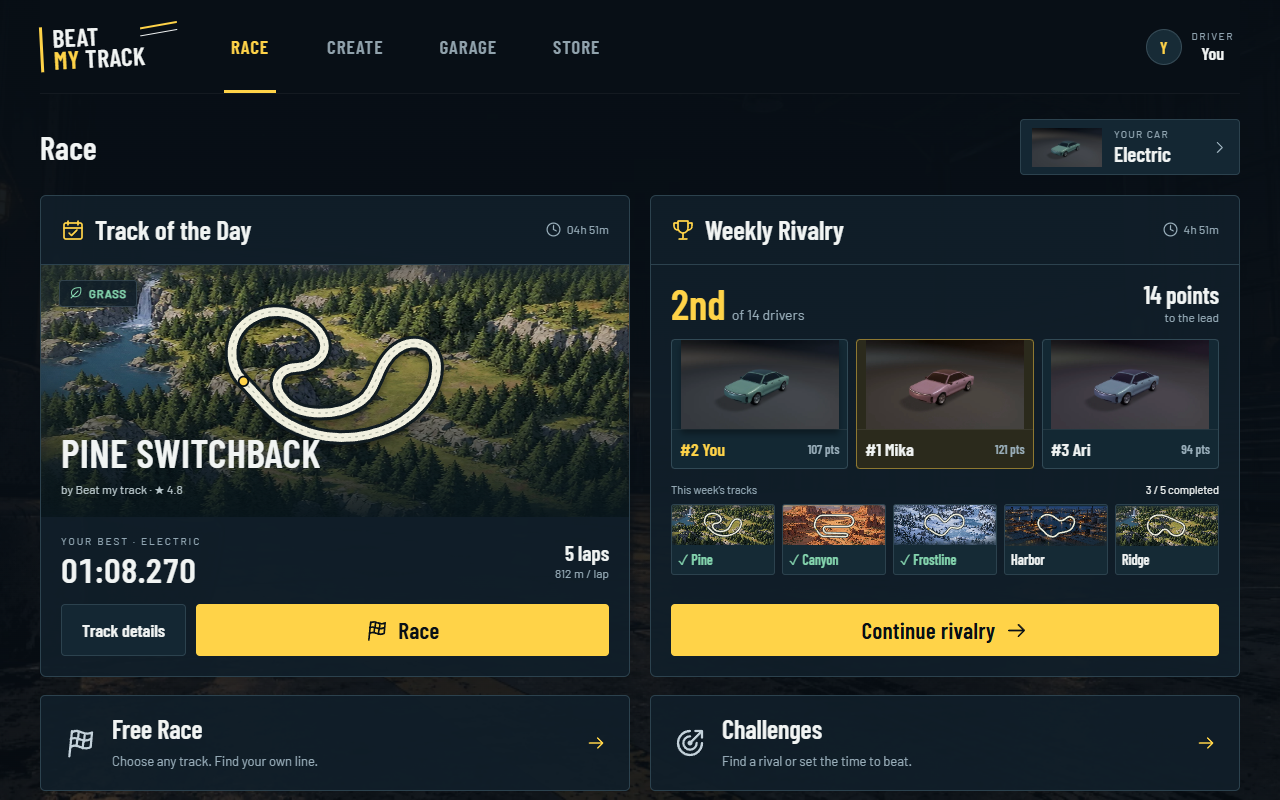 BEAT
MY TRACK
RACE
CREATE
GARAGE
STORE
Y
DRIVER
You
Race
YOUR CAR
Electric
Track of the Day
04h 51m
GRASS
PINE SWITCHBACK
by Beat my track · ★ 4.8
YOUR BEST · ELECTRIC
01:08.270
5 laps
812 m / lap
Track details
Race
Weekly Rivalry
4h 51m
2nd of 14 drivers
14 points
to the lead
#2 You 107 pts
#1 Mika 121 pts
#3 Ari 94 pts
This week's tracks
3 / 5 completed
✓ Pine
✓ Canyon
✓ Frostline
Harbor
Ridge
Continue rivalry →
Free Race
Choose any track. Find your own line.
Challenges
Find a rival or set the time to beat.